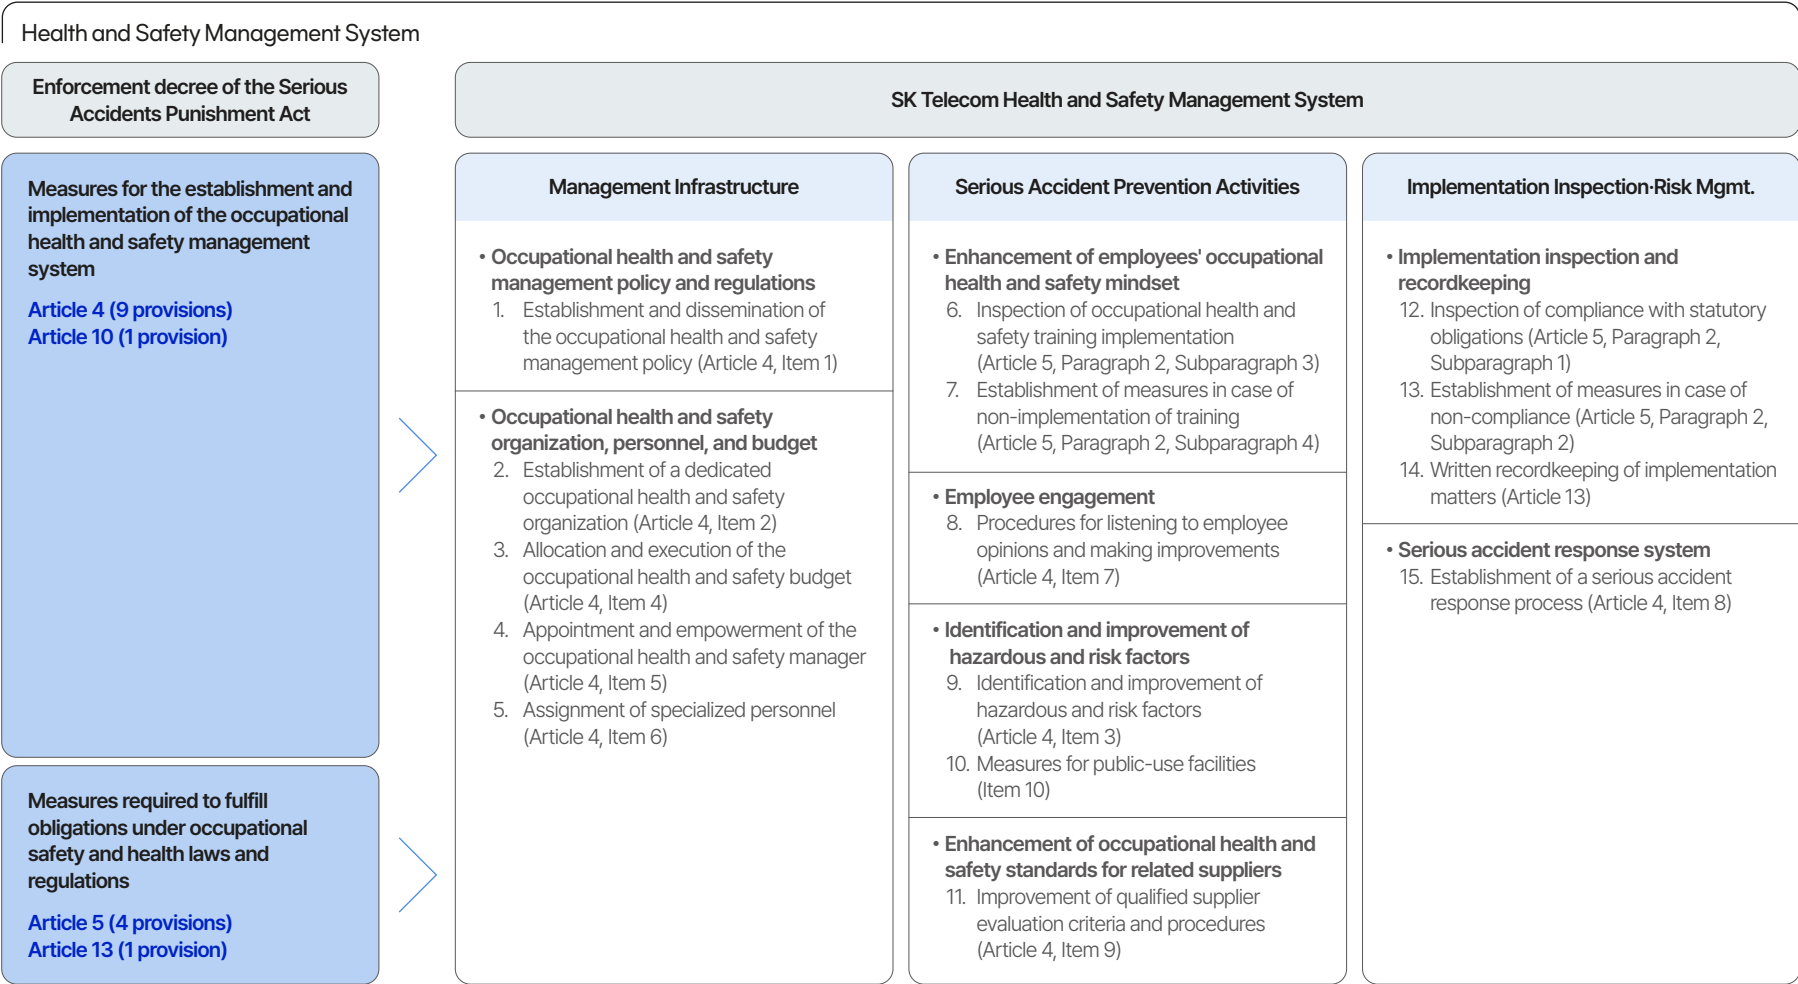 Health and Safety Management System
Enforcement decree of the Serious
Accidents Punishment Act
SK Telecom Health and Safety Management System
Measures for the establishment and
implementation of the occupational
health and safety management
system
Article 4 (9 provisions)
Article 10 (1 provision)
Measures required to fulfill
obligations under occupational
safety and health laws and
regulations
Article 5 (4 provisions)
Article 13 (1 provision)
Management Infrastructure
• Occupational health and safety
management policy and regulations
1. Establishment and dissemination of
the occupational health and safety
management policy (Article 4, Item 1)
• Occupational health and safety
organization, personnel, and budget
2. Establishment of a dedicated
occupational health and safety
organization (Article 4, Item 2)
3. Allocation and execution of the
occupational health and safety budget
(Article 4, Item 4)
4. Appointment and empowerment of the
occupational health and safety manager
(Article 4, Item 5)
5. Assignment of specialized personnel
(Article 4, Item 6)
Serious Accident Prevention Activities
• Enhancement of employees' occupational
health and safety mindset
6. Inspection of occupational health and
safety training implementation
(Article 5, Paragraph 2, Subparagraph 3)
7. Establishment of measures in case of
non-implementation of training
(Article 5, Paragraph 2, Subparagraph 4)
• Employee engagement
8. Procedures for listening to employee
opinions and making improvements
(Article 4, Item 7)
• Identification and improvement of
hazardous and risk factors
9. Identification and improvement of
hazardous and risk factors
(Article 4, Item 3)
10. Measures for public-use facilities
(Item 10)
• Enhancement of occupational health and
safety standards for related suppliers
11. Improvement of qualified supplier
evaluation criteria and procedures
(Article 4, Item 9)
Implementation Inspection·Risk Mgmt.
• Implementation inspection and
recordkeeping
12. Inspection of compliance with statutory
obligations (Article 5, Paragraph 2,
Subparagraph 1)
13. Establishment of measures in case of
non-compliance (Article 5, Paragraph 2,
Subparagraph 2)
14. Written recordkeeping of implementation
matters (Article 13)
• Serious accident response system
15. Establishment of a serious accident
response process (Article 4, Item 8)